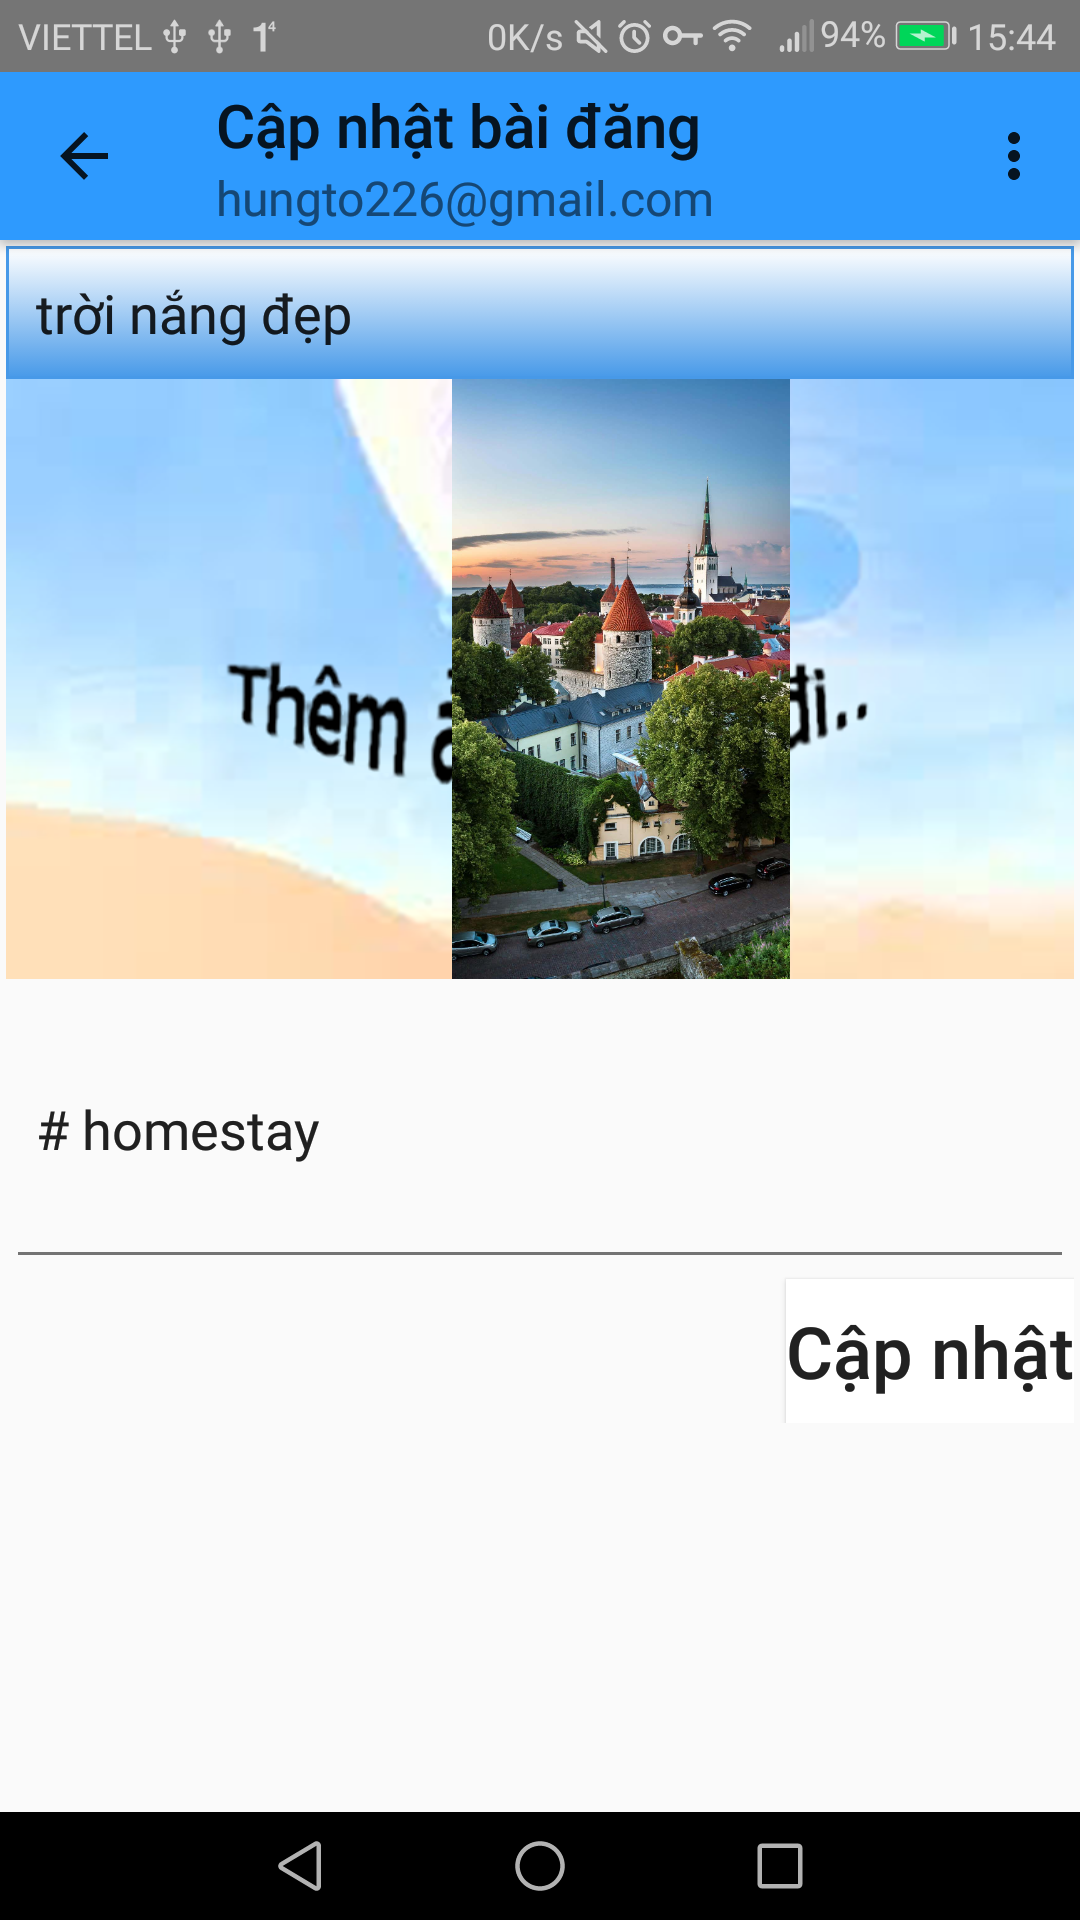 VIETTEL 1⁴ 0K/s 94% 15:44
Cập nhật bài đăng
hungto226@gmail.com
trời nắng đẹp
Thêm đi..
# homestay
Cập nhật